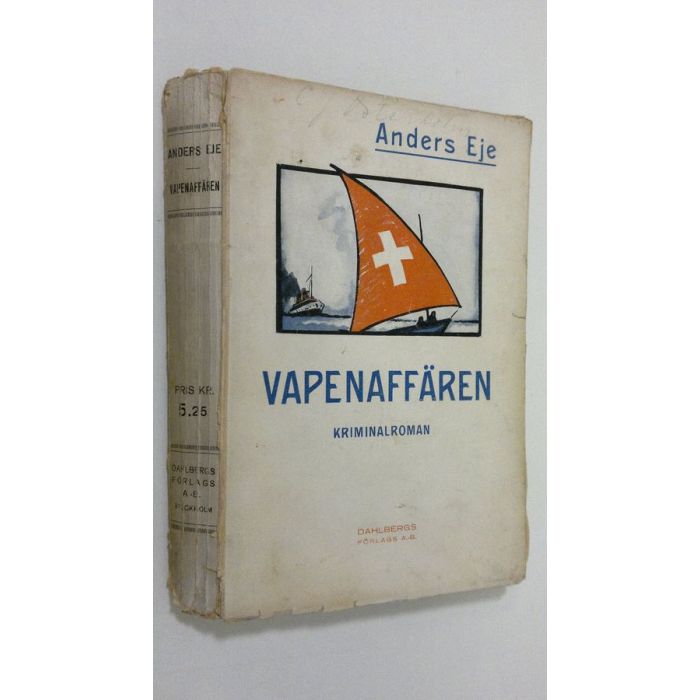 ANDERS EJE
VAPENAFFÄREN
PRIS KR.
5.25
DAHLBERGS
FÖRLAGS
A.-B.
STOCKHOLM
Anders Eje
VAPENAFFÄREN
KRIMINALROMAN
DAHLBERGS
FÖRLAGS A.-B.